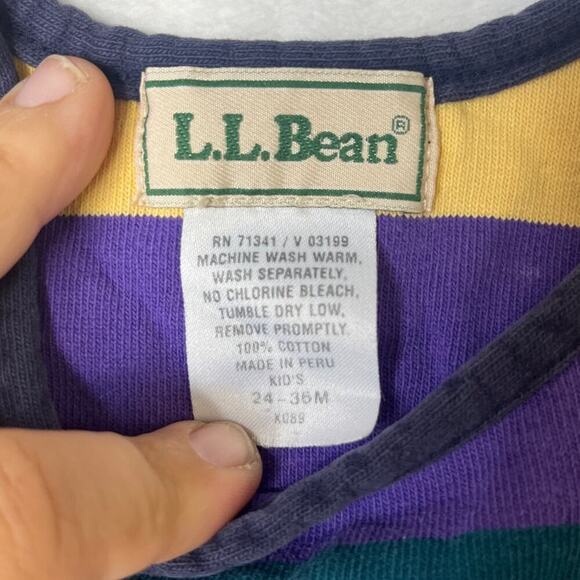 L.L.Bean®
RN 71341 / V 03199
MACHINE WASH WARM,
WASH SEPARATELY,
NO CHLORINE BLEACH,
TUMBLE DRY LOW,
REMOVE PROMPTLY.
100% COTTON
MADE IN PERU
KID'S
24-36M
K089